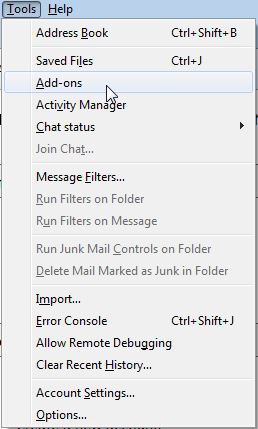 Tools Help
Address Book Ctrl+Shift+B
Saved Files Ctrl+J
Add-ons
Activity Manager
Chat status
Join Chat...
Message Filters...
Run Filters on Folder
Run Filters on Message
Run Junk Mail Controls on Folder
Delete Mail Marked as Junk in Folder
Import...
Error Console Ctrl+Shift+J
Allow Remote Debugging
Clear Recent History...
Account Settings...
Options...